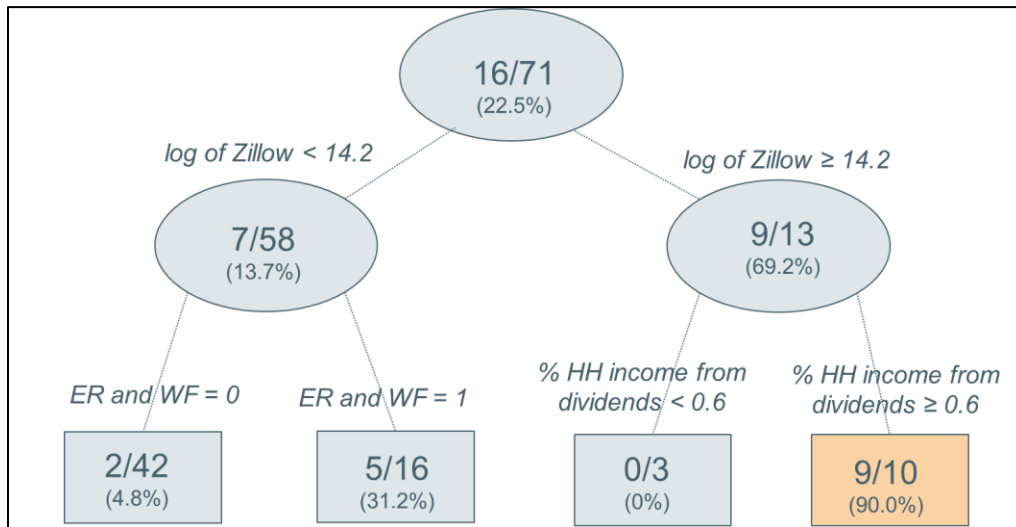 16/71
(22.5%)
log of Zillow < 14.2
log of Zillow ≥ 14.2
7/58
(13.7%)
9/13
(69.2%)
ER and WF = 0
ER and WF = 1
% HH income from
dividends < 0.6
% HH income from
dividends ≥ 0.6
2/42
(4.8%)
5/16
(31.2%)
0/3
(0%)
9/10
(90.0%)